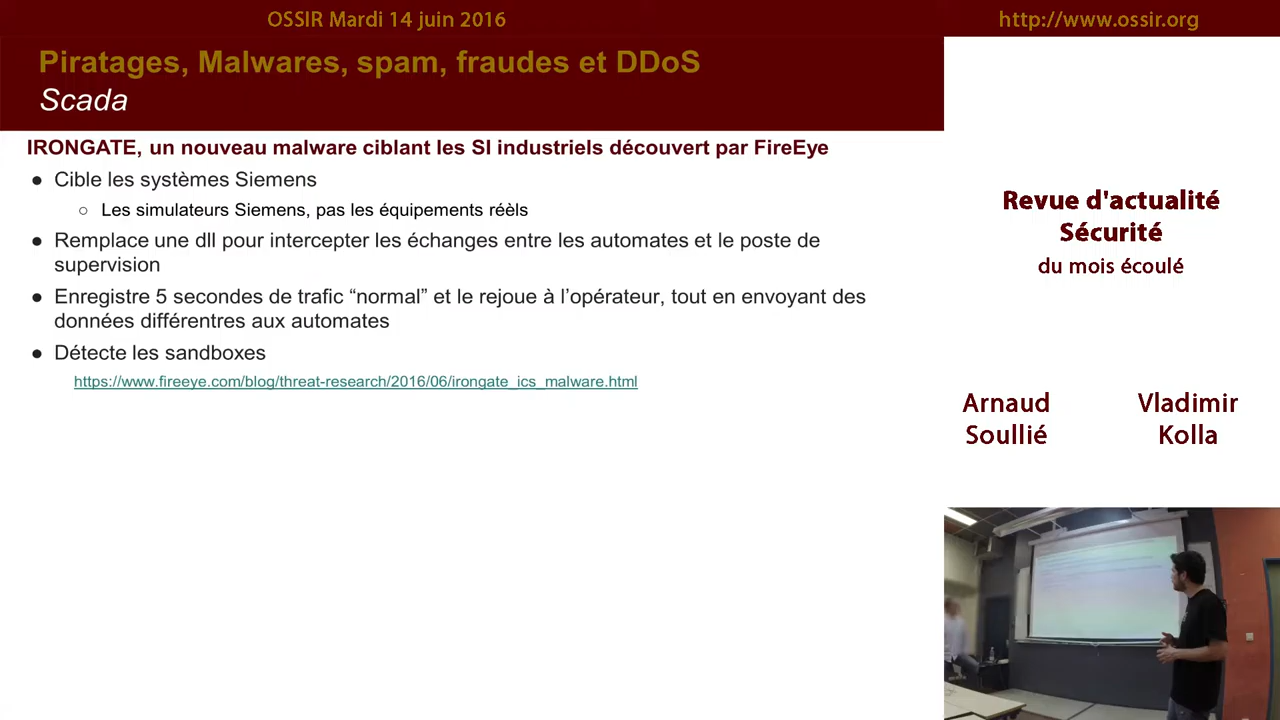 OSSIR Mardi 14 juin 2016
http://www.ossir.org
Piratages, Malwares, spam, fraudes et DDoS
Scada
IRONGATE, un nouveau malware ciblant les SI industriels découvert par FireEye
● Cible les systèmes Siemens
○ Les simulateurs Siemens, pas les équipements réèls
● Remplace une dll pour intercepter les échanges entre les automates et le poste de
supervision
● Enregistre 5 secondes de trafic “normal” et le rejoue à l’opérateur, tout en envoyant des
données différentres aux automates
● Détecte les sandboxes
https://www.fireeye.com/blog/threat-research/2016/06/irongate_ics_malware.html
Revue d'actualité
Sécurité
du mois écoulé
Arnaud
Soullié
Vladimir
Kolla